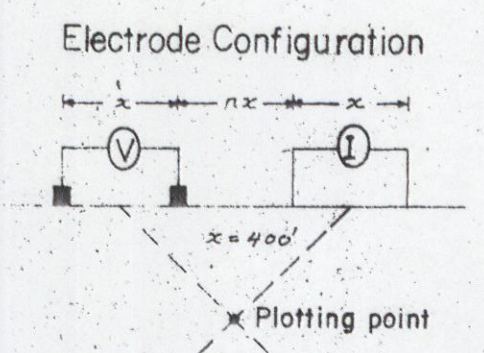 Electrode Configuration
x nx x
V I
x = 400'
Plotting point